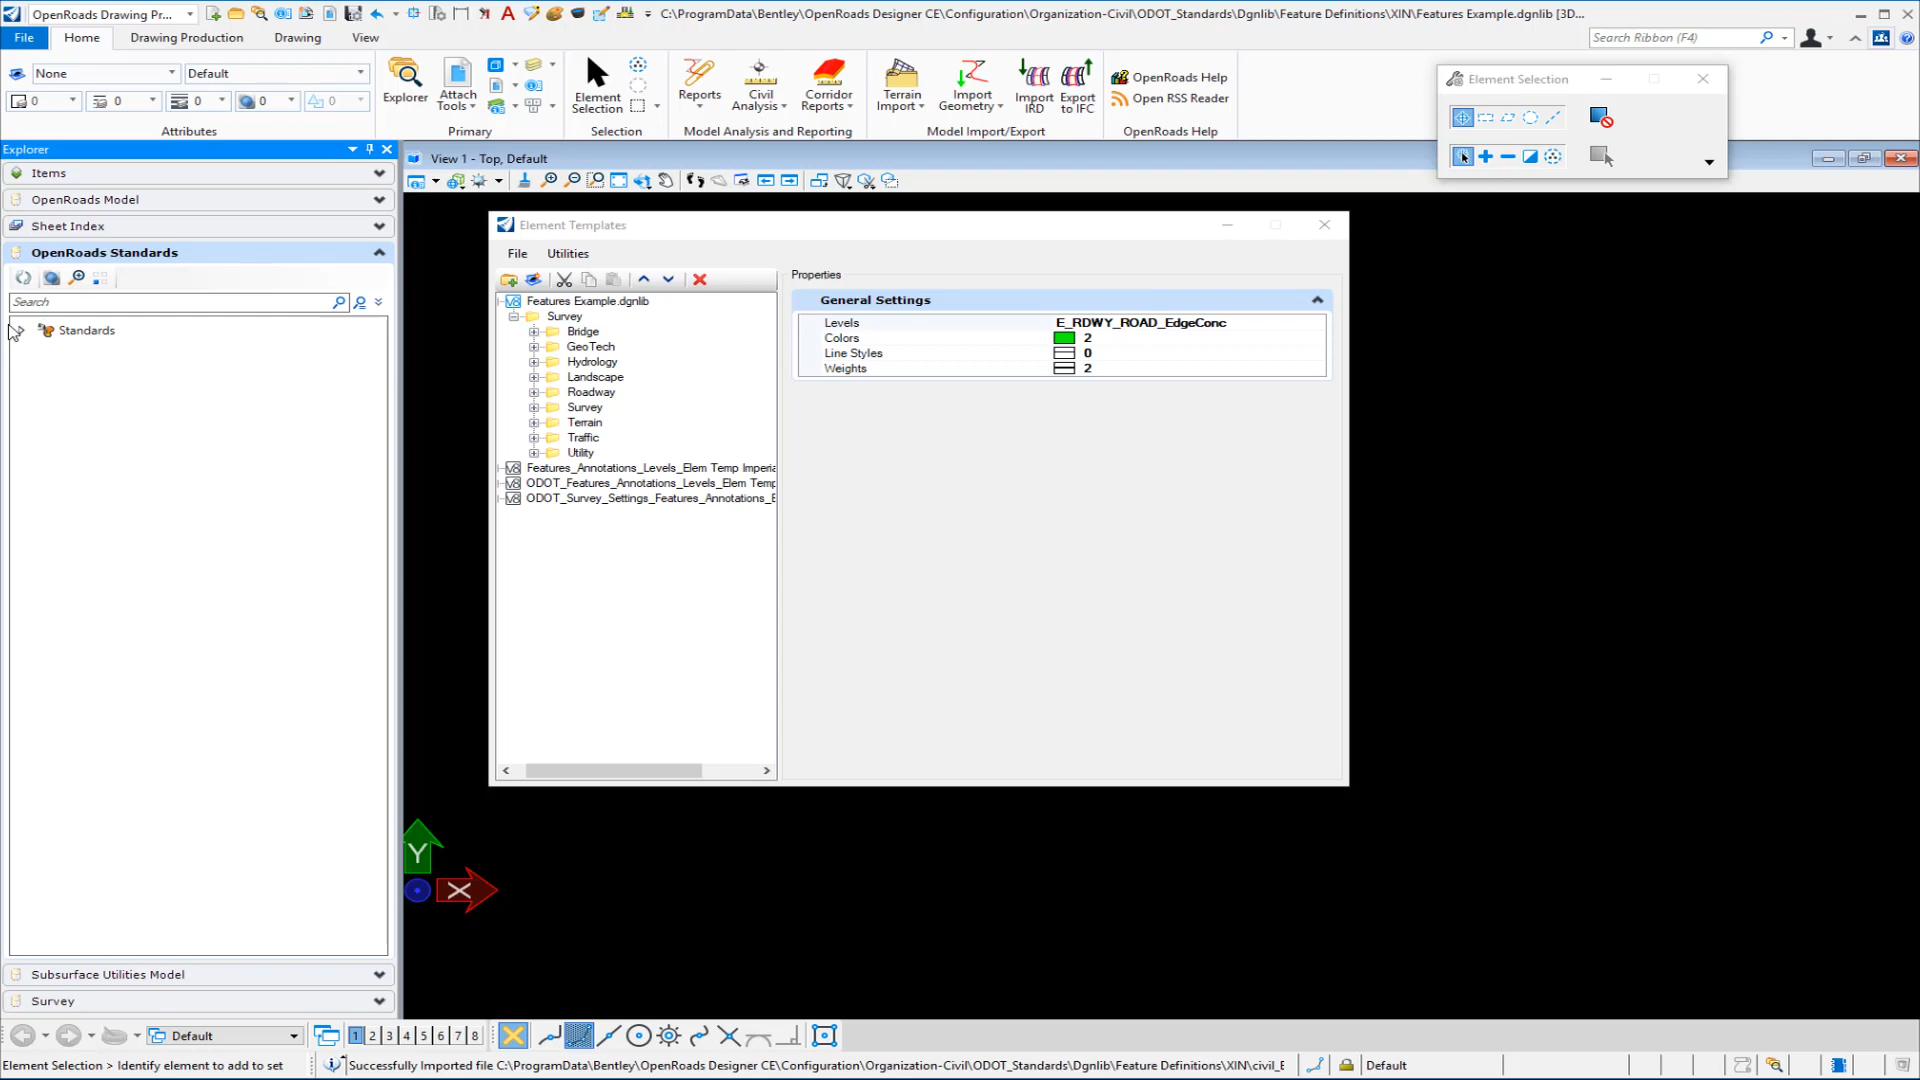 OpenRoads Drawing Pr...
C:\ProgramData\Bentley\OpenRoads Designer CE\Configuration\Organization-Civil\ODOT_Standards\Dgnlib\Feature Definitions\XIN\Features Example.dgnlib [3D...
File
Home
Drawing Production
Drawing
View
Search Ribbon (F4)
None
Default
0
0
0
0
0
Attributes
Explorer
Attach Tools
Primary
Element Selection
Selection
Reports
Civil Analysis
Corridor Reports
Model Analysis and Reporting
Terrain Import
Import Geometry
Import IRD
Export to IFC
Model Import/Export
OpenRoads Help
Open RSS Reader
OpenRoads Help
Element Selection
Explorer
Items
OpenRoads Model
Sheet Index
OpenRoads Standards
Search
Standards
Subsurface Utilities Model
Survey
View 1 - Top, Default
Element Templates
File
Utilities
Features Example.dgnlib
Survey
Bridge
GeoTech
Hydrology
Landscape
Roadway
Survey
Terrain
Traffic
Utility
Features_Annotations_Levels_Elem Temp Imperia
ODOT_Features_Annotations_Levels_Elem Temp
ODOT_Survey_Settings_Features_Annotations_E
Properties
General Settings
Levels E_RDWY_ROAD_EdgeConc
Colors 2
Line Styles 0
Weights 2
Y
X
Default
1 2 3 4 5 6 7 8
Element Selection > Identify element to add to set
Successfully Imported file C:\ProgramData\Bentley\OpenRoads Designer CE\Configuration\Organization-Civil\ODOT_Standards\Dgnlib\Feature Definitions\XIN\civil_E
Default